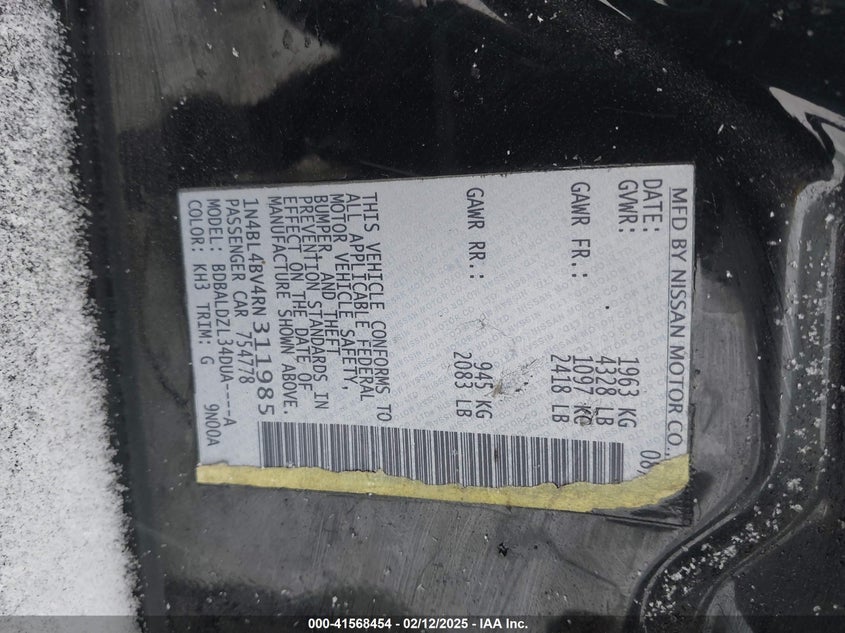 MFD BY NISSAN MOTOR CO.,
DATE: 08/
GVWR: 1963 KG
4328 LB
GAWR FR.: 1097 KG
2418 LB
GAWR RR.: 945 KG
2083 LB
THIS VEHICLE CONFORMS TO
ALL APPLICABLE FEDERAL
MOTOR VEHICLE SAFETY,
BUMPER, AND THEFT
PREVENTION STANDARDS IN
EFFECT ON THE DATE OF
MANUFACTURE SHOWN ABOVE.
1N4BL4BV4RN311985
PASSENGER CAR 754778
MODEL: BDBALDZL34DUA----A
COLOR: KH3 TRIM: G 9N00A
000-41568454 - 02/12/2025 - IAA Inc.